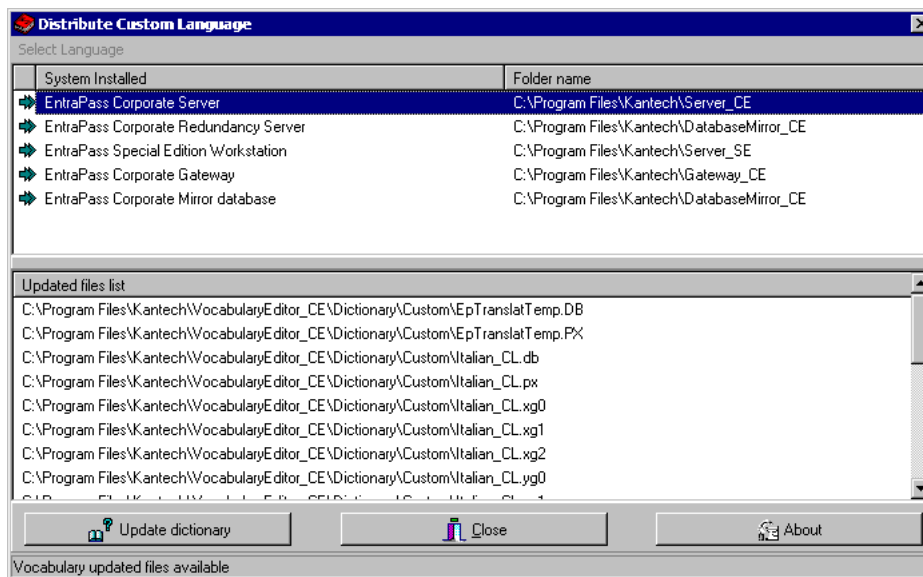 Distribute Custom Language
Select Language
System Installed Folder name
EntraPass Corporate Server C:\Program Files\Kantech\Server_CE
EntraPass Corporate Redundancy Server C:\Program Files\Kantech\DatabaseMirror_CE
EntraPass Special Edition Workstation C:\Program Files\Kantech\Server_SE
EntraPass Corporate Gateway C:\Program Files\Kantech\Gateway_CE
EntraPass Corporate Mirror database C:\Program Files\Kantech\DatabaseMirror_CE
Updated files list
C:\Program Files\Kantech\VocabularyEditor_CE\Dictionary\Custom\EpTranslatTemp.DB
C:\Program Files\Kantech\VocabularyEditor_CE\Dictionary\Custom\EpTranslatTemp.PX
C:\Program Files\Kantech\VocabularyEditor_CE\Dictionary\Custom\Italian_CL.db
C:\Program Files\Kantech\VocabularyEditor_CE\Dictionary\Custom\Italian_CL.px
C:\Program Files\Kantech\VocabularyEditor_CE\Dictionary\Custom\Italian_CL.xg0
C:\Program Files\Kantech\VocabularyEditor_CE\Dictionary\Custom\Italian_CL.xg1
C:\Program Files\Kantech\VocabularyEditor_CE\Dictionary\Custom\Italian_CL.xg2
C:\Program Files\Kantech\VocabularyEditor_CE\Dictionary\Custom\Italian_CL.yg0
Update dictionary Close About
Vocabulary updated files available